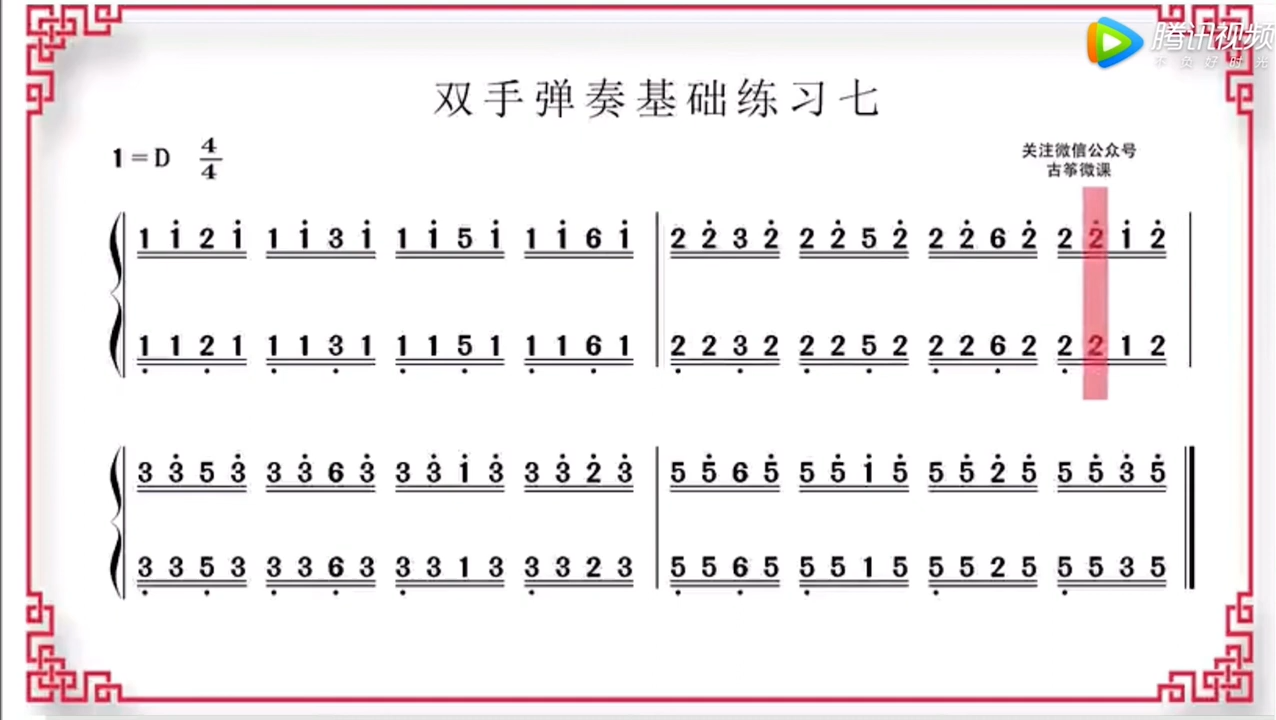 腾讯视频
不负好时光
双手弹奏基础练习七
1=D 4/4
关注微信公众号
古筝微课
1 1̇ 2 1̇ 1 1̇ 3 1̇ 1 1̇ 5 1̇ 1 1̇ 6 1̇ | 2 2̇ 3 2̇ 2 2̇ 5 2̇ 2 2̇ 6 2̇ 2 2̇ 1̇ 2̇ |
1̣ 1 2̣ 1 1̣ 1 3̣ 1 1̣ 1 5̣ 1 1̣ 1 6̣ 1 | 2̣ 2 3̣ 2 2̣ 2 5̣ 2 2̣ 2 6̣ 2 2̣ 2 1 2 |
3 3̇ 5 3̇ 3 3̇ 6 3̇ 3 3̇ 1̇ 3̇ 3 3̇ 2̇ 3̇ | 5 5̇ 6 5̇ 5 5̇ 1̇ 5̇ 5 5̇ 2̇ 5̇ 5 5̇ 3̇ 5̇ ‖
3̣ 3 5̣ 3 3̣ 3 6̣ 3 3̣ 3 1 3 3̣ 3 2 3 | 5̣ 5 6̣ 5 5̣ 5 1 5 5̣ 5 2 5 5̣ 5 3 5 ‖